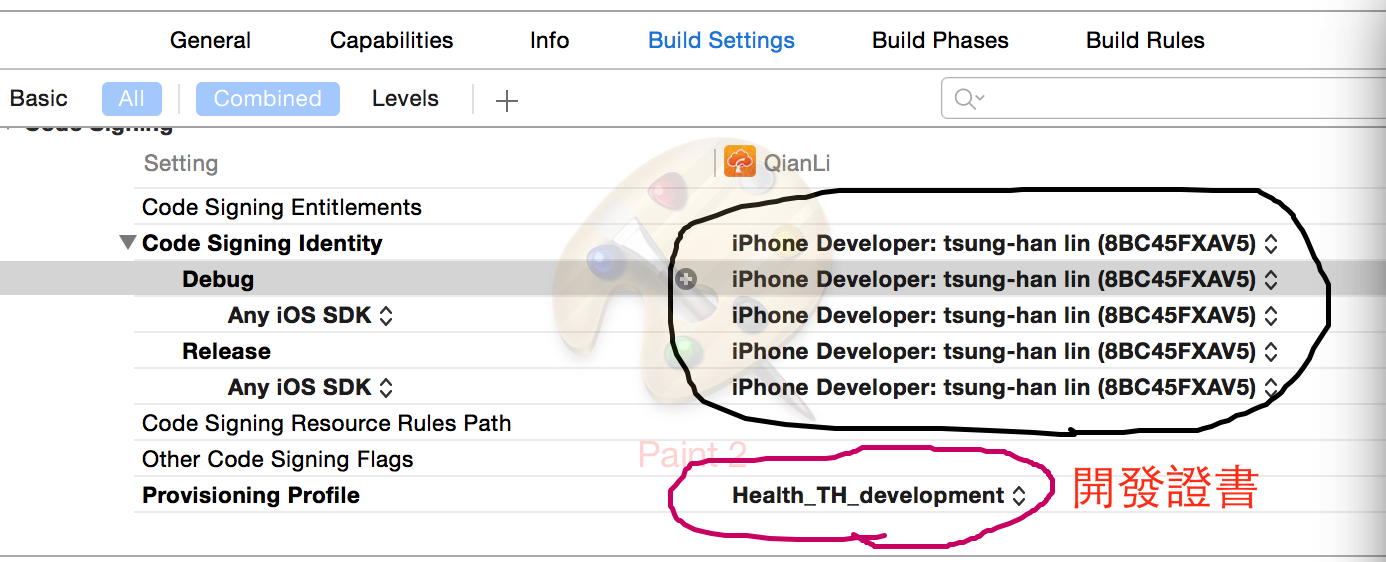 General Capabilities Info Build Settings Build Phases Build Rules
Basic All Combined Levels
Code Signing
Setting QianLi
Code Signing Entitlements
Code Signing Identity iPhone Developer: tsung-han lin (8BC45FXAV5)
Debug iPhone Developer: tsung-han lin (8BC45FXAV5)
Any iOS SDK iPhone Developer: tsung-han lin (8BC45FXAV5)
Release iPhone Developer: tsung-han lin (8BC45FXAV5)
Any iOS SDK iPhone Developer: tsung-han lin (8BC45FXAV5)
Code Signing Resource Rules Path
Other Code Signing Flags
Paint 2
Provisioning Profile Health_TH_development 開發證書